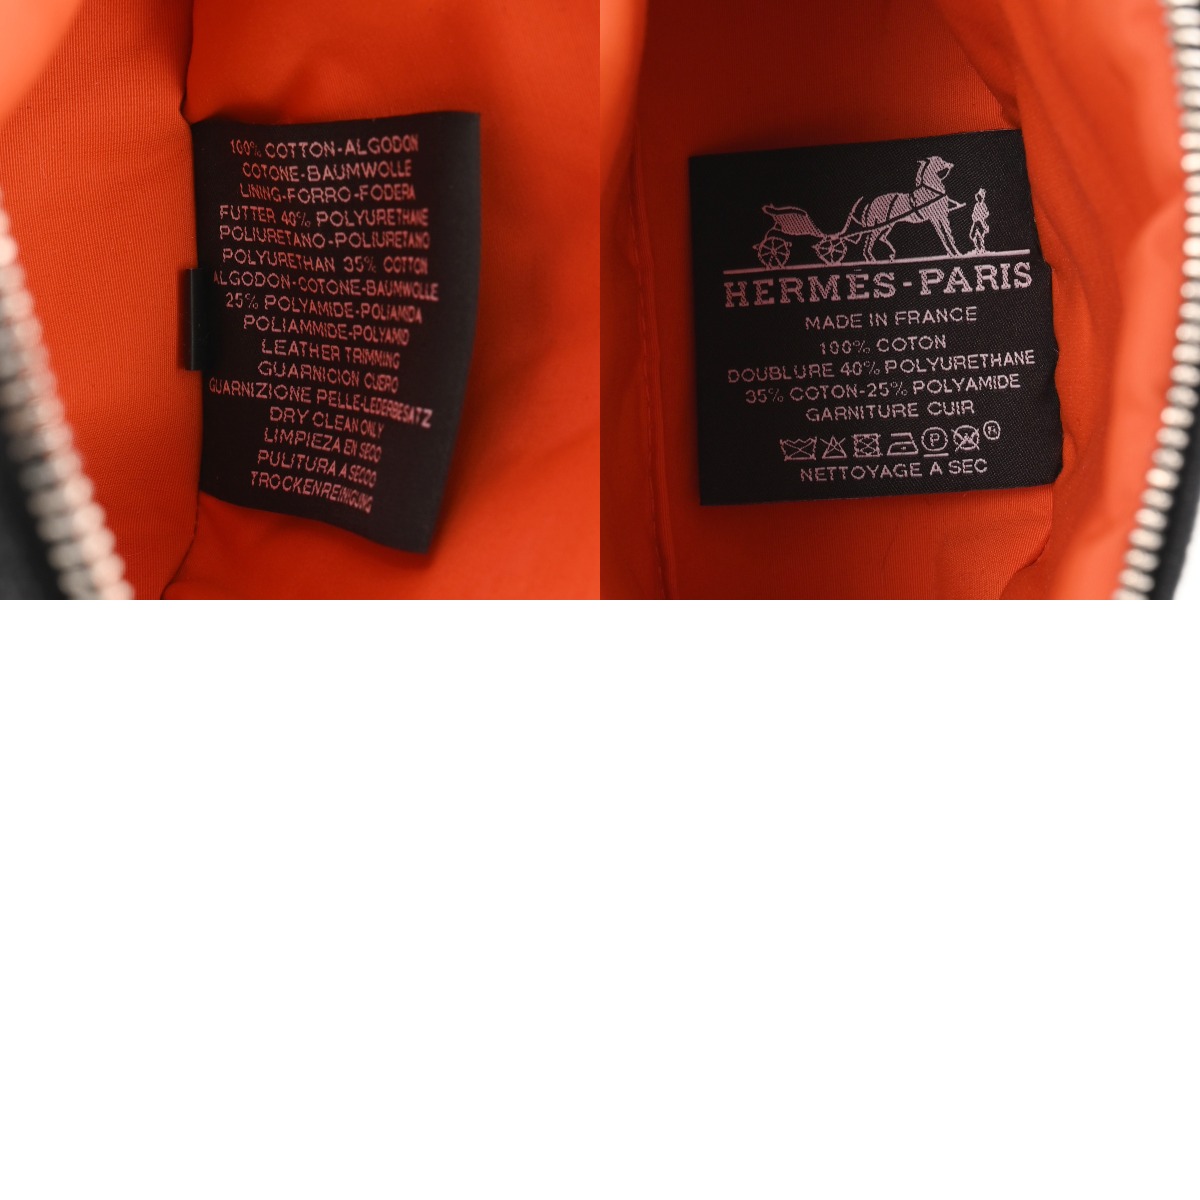 100% COTTON-ALGODON
COTONE-BAUMWOLLE
LINING-FORRO-FODERA
FUTTER 40% POLYURETHANE
POLIURETANO-POLIURETANO
POLYURETHAN 35% COTTON
ALGODON-COTONE-BAUMWOLLE
25% POLYAMIDE-POLIAMIDA
POLIAMMIDE-POLYAMID
LEATHER TRIMMING
GUARNICION CUERO
GUARNIZIONE PELLE-LEDERBESATZ
DRY CLEAN ONLY
LIMPIEZA EN SECO
PULITURA A SECCO
TROCKENREINIGUNG
HERMÈS-PARIS
MADE IN FRANCE
100% COTON
DOUBLURE 40% POLYURETHANE
35% COTON-25% POLYAMIDE
GARNITURE CUIR
P
NETTOYAGE A SEC